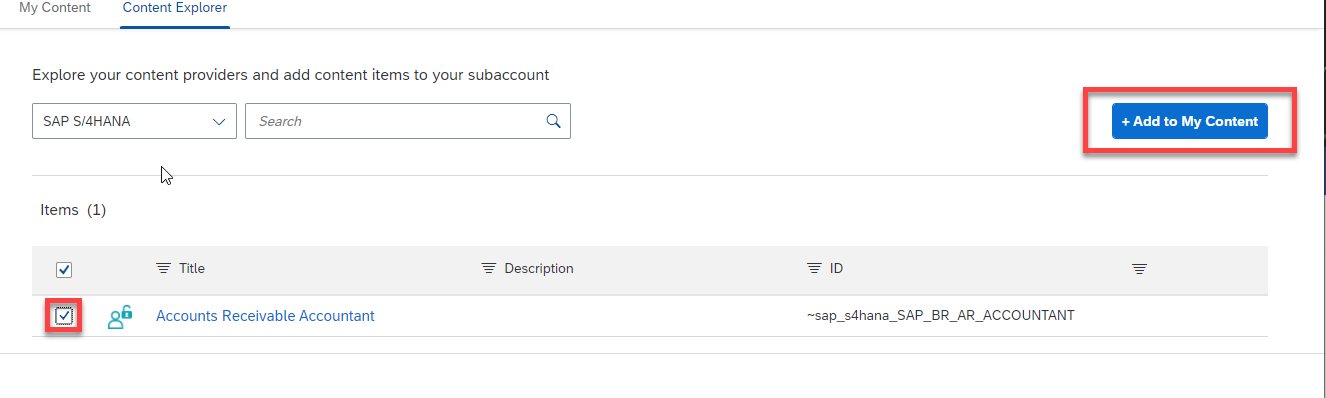 My Content Content Explorer
Explore your content providers and add content items to your subaccount
SAP S/4HANA Search + Add to My Content
Items (1)
Title Description ID
Accounts Receivable Accountant ~sap_s4hana_SAP_BR_AR_ACCOUNTANT